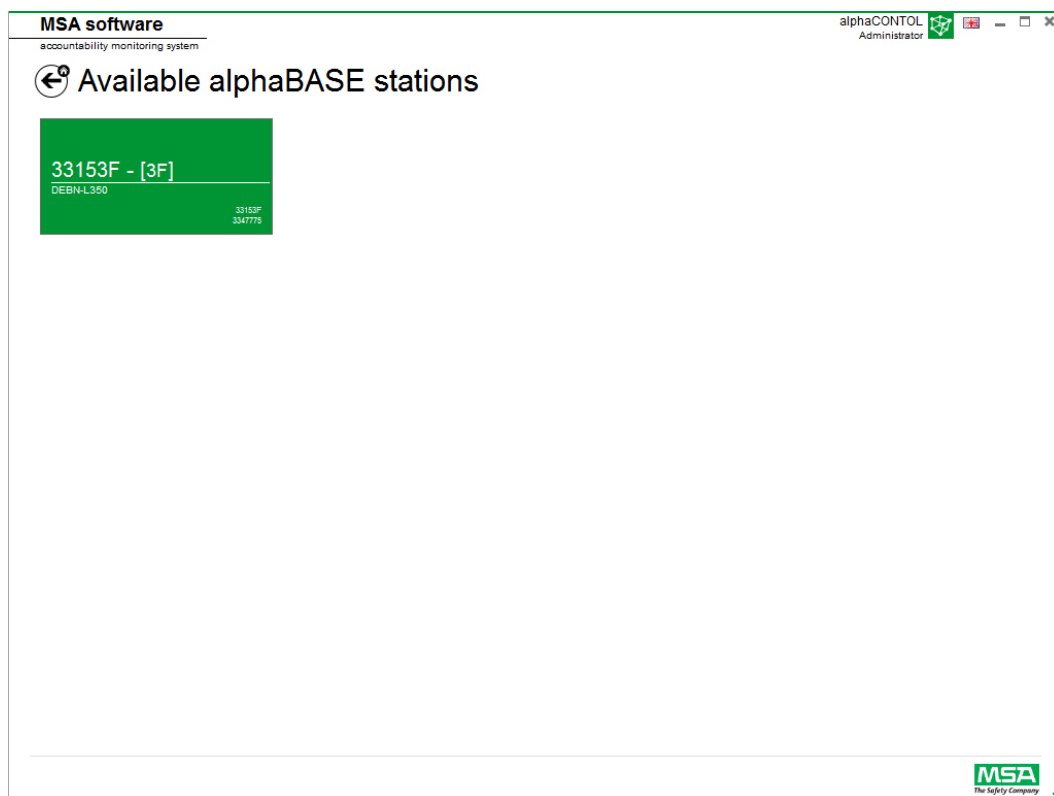 MSA software
accountability monitoring system
alphaCONTOL
Administrator
Available alphaBASE stations
33153F - [3F]
DEBN-L350
33153F
3347775
MSA
The Safety Company